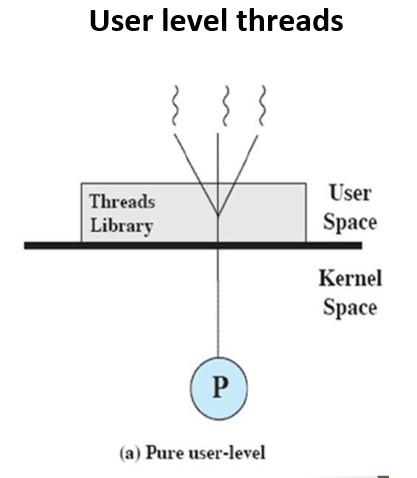 User level threads
Threads
Library
User
Space
Kernel
Space
P
(a) Pure user-level